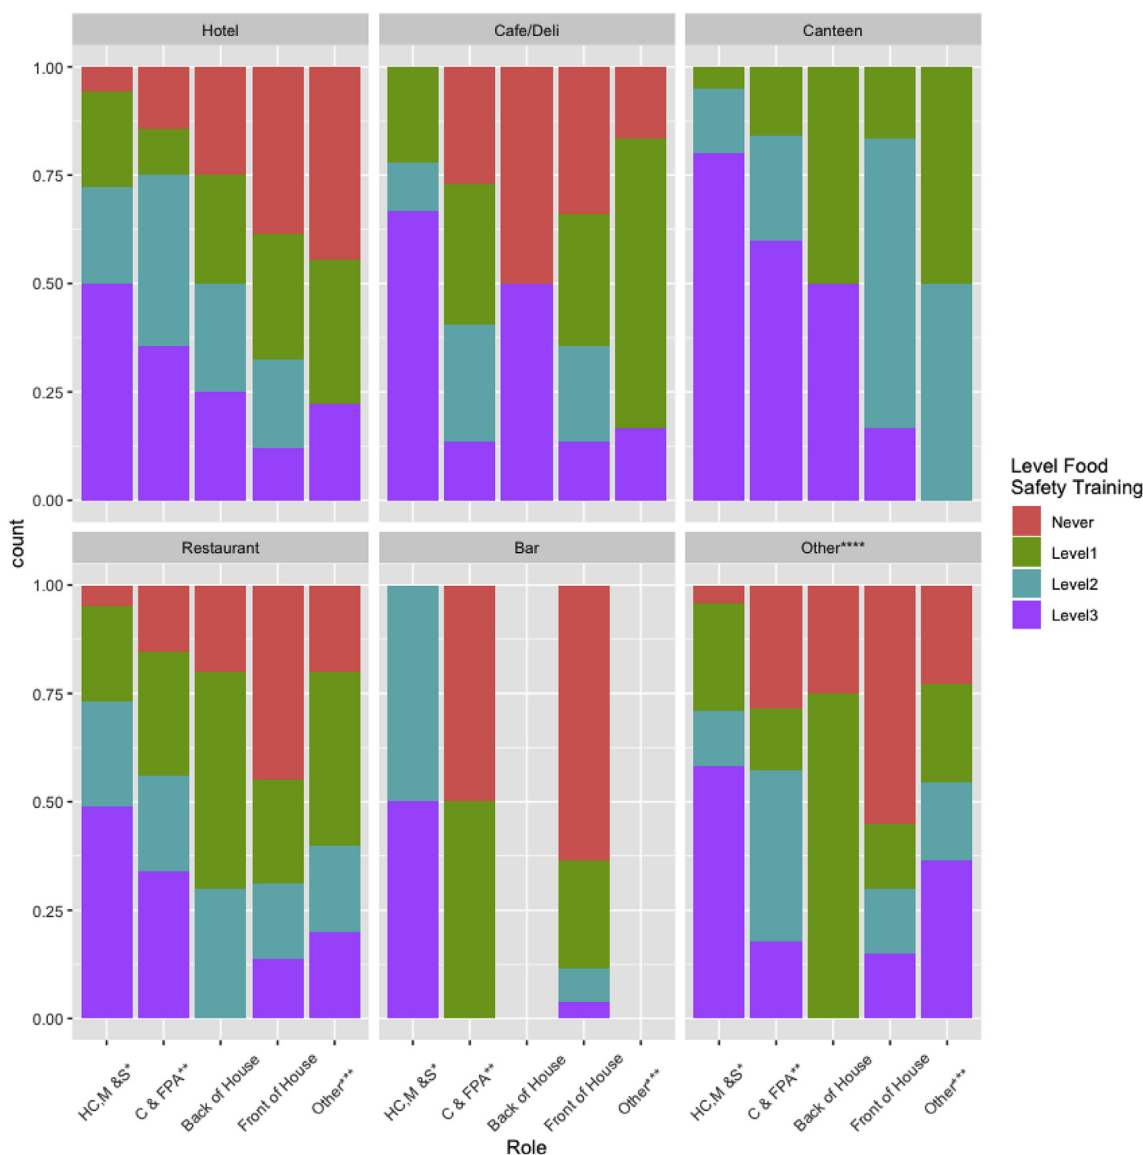 Hotel
Cafe/Deli
Canteen
1.00
0.75
0.50
0.25
0.00
Restaurant
Bar
Other****
1.00
0.75
0.50
0.25
0.00
count
HC,M &S*
C & FPA**
Back of House
Front of House
Other***
HC,M &S*
C & FPA**
Back of House
Front of House
Other***
HC,M &S*
C & FPA**
Back of House
Front of House
Other***
Role
Level Food
Safety Training
Never
Level1
Level2
Level3